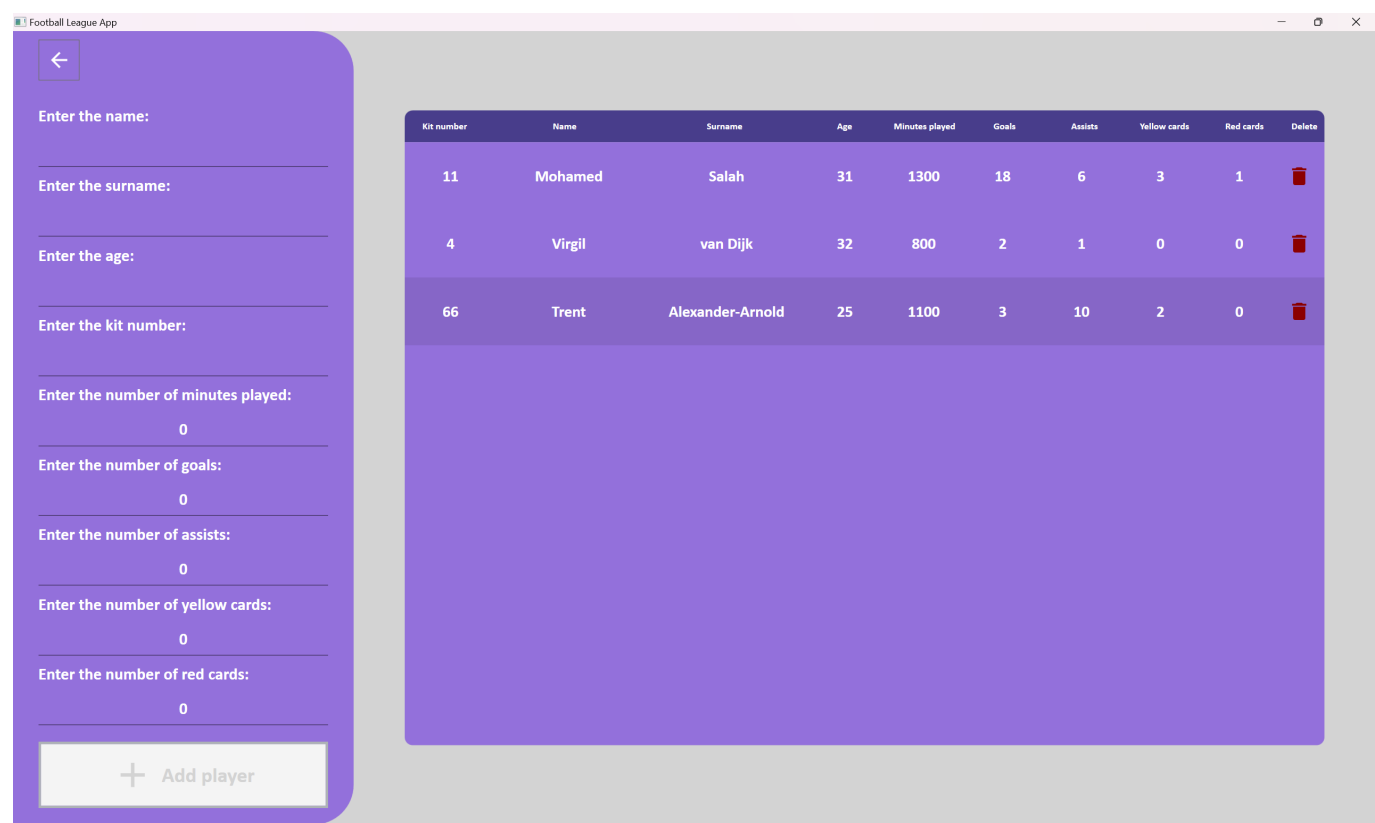 Football League App
Enter the name:
Enter the surname:
Enter the age:
Enter the kit number:
Enter the number of minutes played:
0
Enter the number of goals:
0
Enter the number of assists:
0
Enter the number of yellow cards:
0
Enter the number of red cards:
0
Add player
Kit number Name Surname Age Minutes played Goals Assists Yellow cards Red cards Delete
11 Mohamed Salah 31 1300 18 6 3 1
4 Virgil van Dijk 32 800 2 1 0 0
66 Trent Alexander-Arnold 25 1100 3 10 2 0